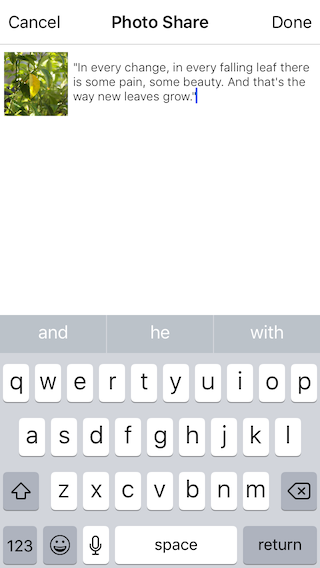 Cancel Photo Share Done
"In every change, in every falling leaf there
is some pain, some beauty. And that's the
way new leaves grow."
and he with
q w e r t y u i o p
a s d f g h j k l
z x c v b n m
123 space return